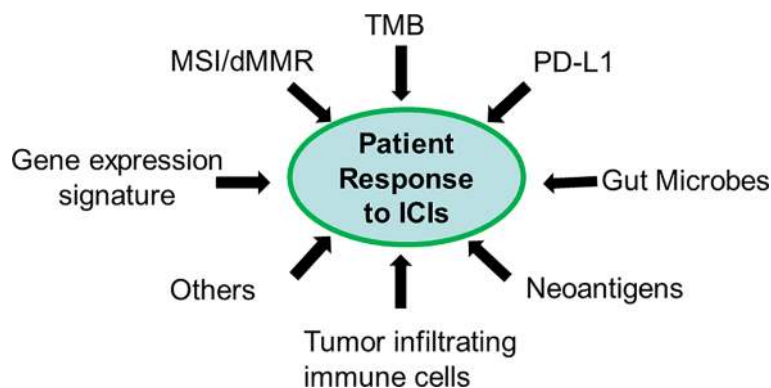 TMB
MSI/dMMR
PD-L1
Patient
Response
to ICIs
Gene expression
signature
Gut Microbes
Others
Neoantigens
Tumor infiltrating
immune cells